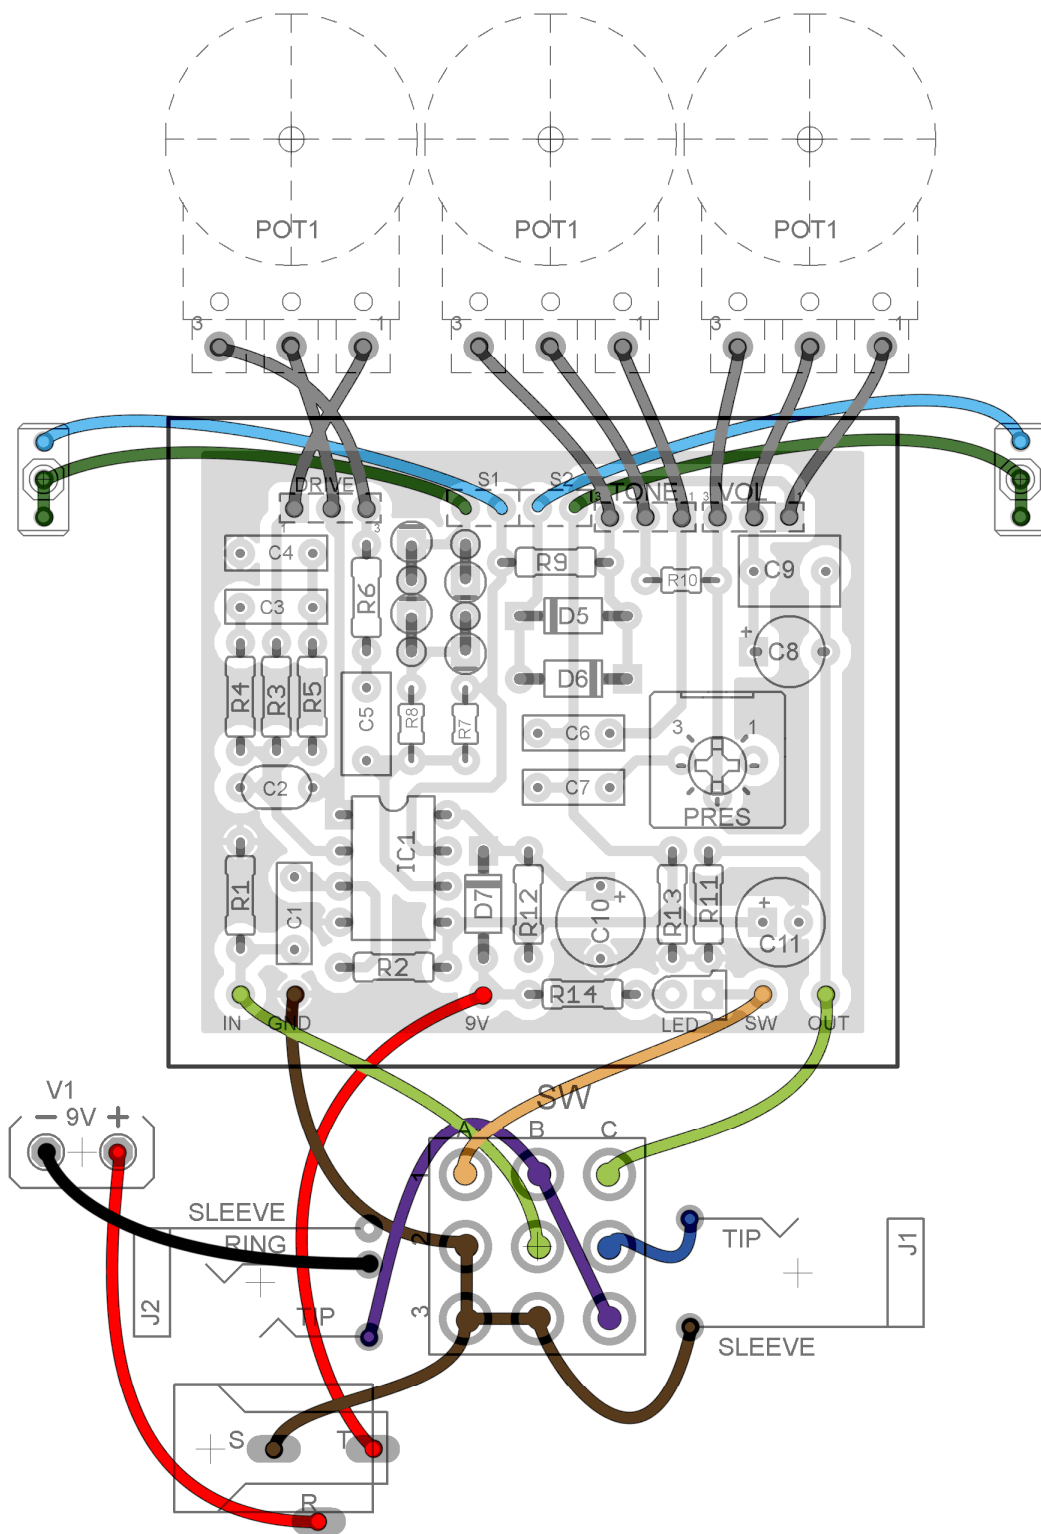 POT1 POT1 POT1
3 1 3 1 3 1
S1 S2
DRIVE TONE VOL
1 3 3 1 3 1
C4
R9
C9
R10
R6
C3
D5
+
C8
D6
R4 R3 R5
C5
R8 R7
C6
3 1
C2
C7
PRES
IC1
R1
C1
D7
R12
C10
+
R13
R11
+
C11
R2
R14
IN GND 9V LED SW OUT
V1
- 9V +
SW
A B C
1
2
3
SLEEVE
RING
TIP
J2
TIP
J1
SLEEVE
S T
R